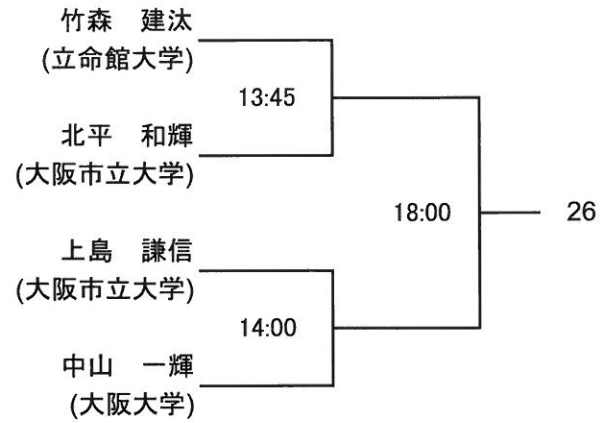 竹森　建汰
(立命館大学)
13:45
北平　和輝
(大阪市立大学)
18:00
26
上島　謙信
(大阪市立大学)
14:00
中山　一輝
(大阪大学)